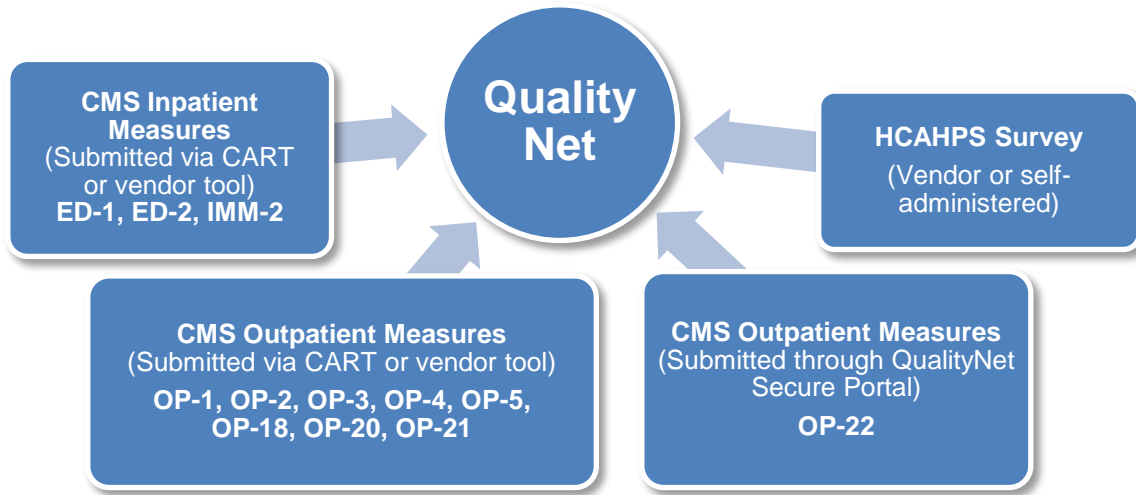 Quality
Net
CMS Inpatient
Measures
(Submitted via CART
or vendor tool)
ED-1, ED-2, IMM-2
HCAHPS Survey
(Vendor or self-
administered)
CMS Outpatient Measures
(Submitted via CART or vendor tool)
OP-1, OP-2, OP-3, OP-4, OP-5,
OP-18, OP-20, OP-21
CMS Outpatient Measures
(Submitted through QualityNet
Secure Portal)
OP-22